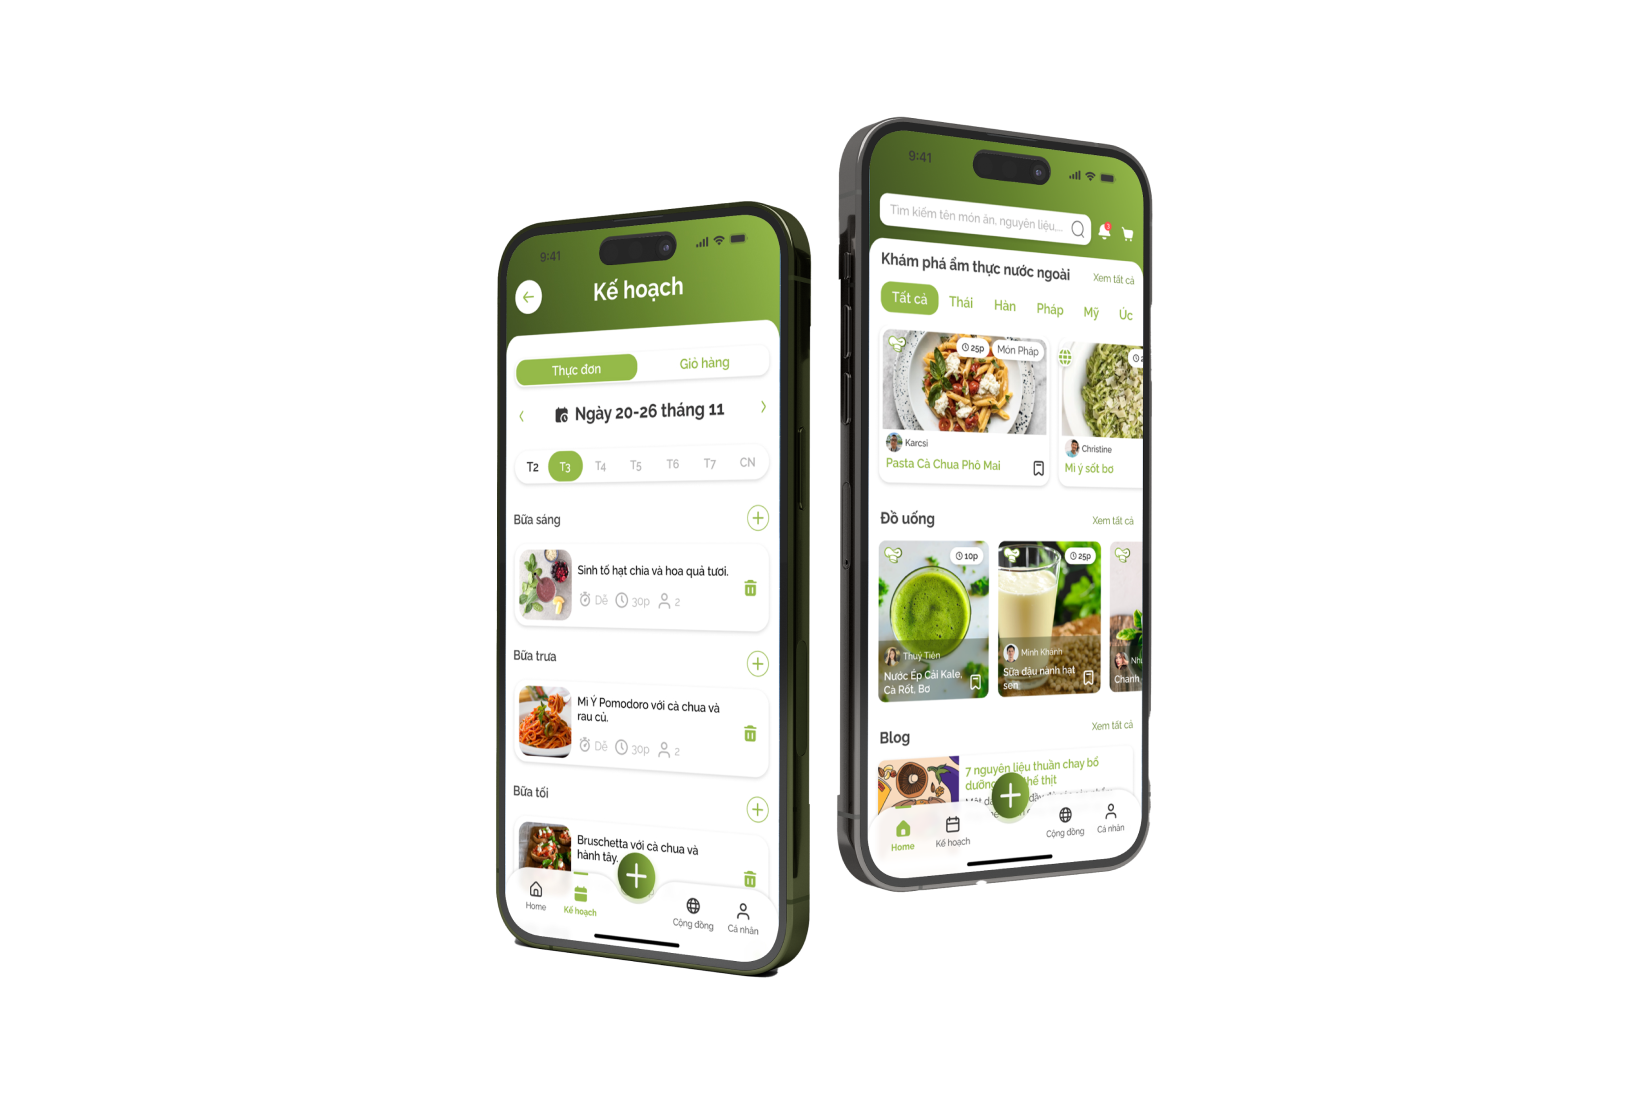 9:41
Kế hoạch
Thực đơn
Giỏ hàng
Ngày 20-26 tháng 11
T2 T3 T4 T5 T6 T7 CN
Bữa sáng
Sinh tố hạt chia và hoa quả tươi.
Dễ 30p 2
Bữa trưa
Mì Ý Pomodoro với cà chua và
rau củ.
Dễ 30p 2
Bữa tối
Bruschetta với cà chua và
hành tây.
Home
Kế hoạch
Cộng đồng
Cá nhân
9:41
Tìm kiếm tên món ăn, nguyên liệu,...
Khám phá ẩm thực nước ngoài
Xem tất cả
Tất cả Thái Hàn Pháp Mỹ Úc
25p
Món Pháp
Karcsi
Pasta Cà Chua Phô Mai
Christine
Mì ý sốt bơ
Đồ uống
Xem tất cả
10p
Thuỷ Tiên
Nước Ép Cải Kale,
Cà Rốt, Bơ
25p
Minh Khanh
Sữa đậu nành hạt
sen
Chanh
Blog
Xem tất cả
7 nguyên liệu thuần chay bổ
dưỡng thịt
Home
Kế hoạch
Cộng đồng
Cá nhân